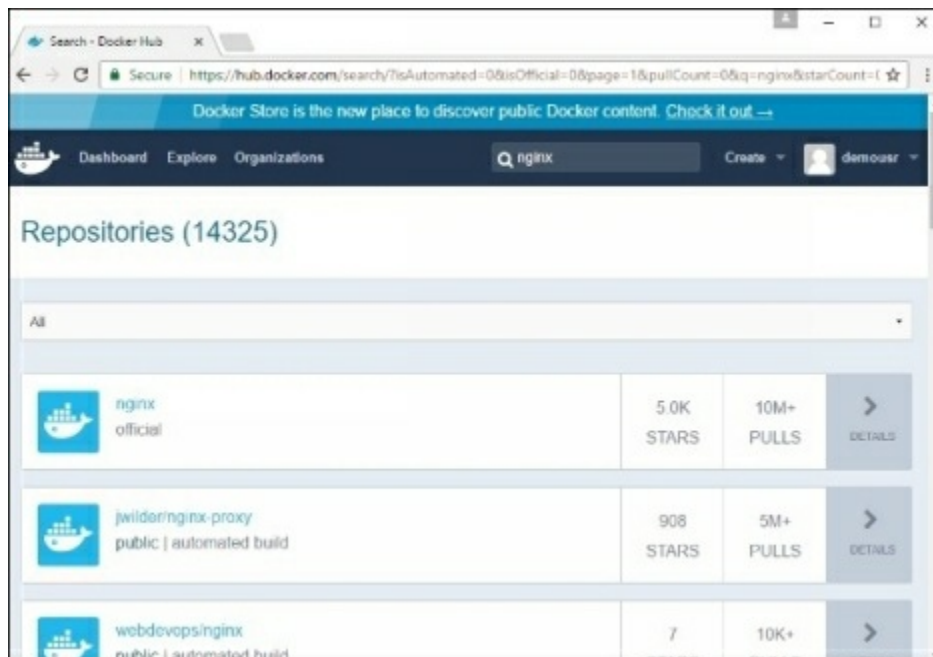 Search - Docker Hub
Secure https://hub.docker.com/search/?isAutomated=0&isOfficial=0&page=1&pullCount=0&q=nginx&starCount=(
Docker Store is the new place to discover public Docker content. Check it out →
Dashboard Explore Organizations nginx Create demousr
Repositories (14325)
All
nginx
official
5.0K
STARS
10M+
PULLS
DETAILS
jwilder/nginx-proxy
public | automated build
908
STARS
5M+
PULLS
DETAILS
webdevops/nginx
public | automated build
7
10K+